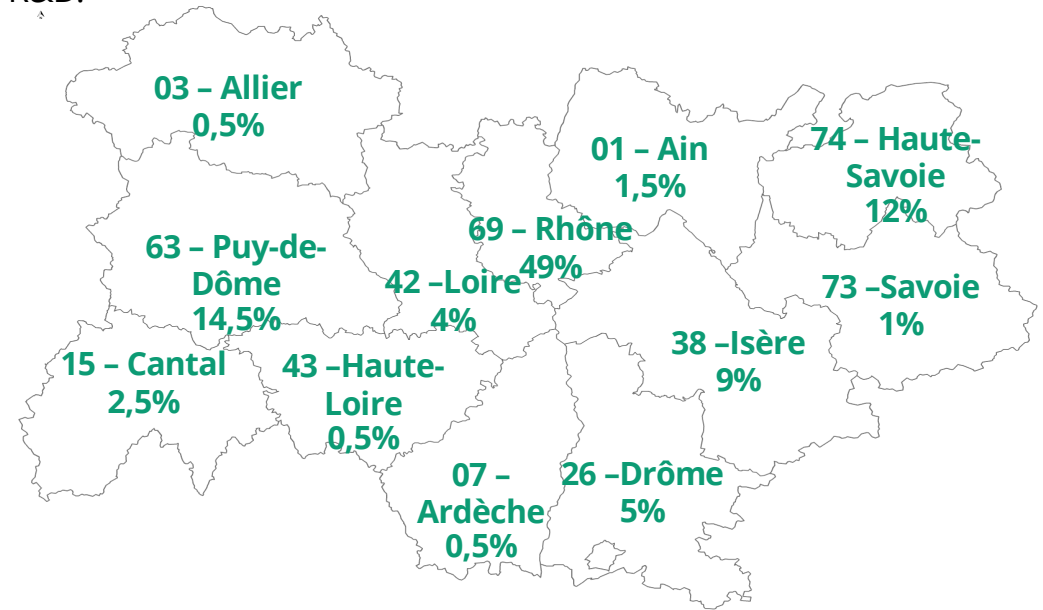 R&D.
03 – Allier
0,5%
01 – Ain
1,5%
74 – Haute-
Savoie
12%
69 – Rhône
49%
63 – Puy-de-
Dôme
14,5%
42 –Loire
4%
73 –Savoie
1%
38 –Isère
9%
15 – Cantal
2,5%
43 –Haute-
Loire
0,5%
07 –
Ardèche
0,5%
26 –Drôme
5%